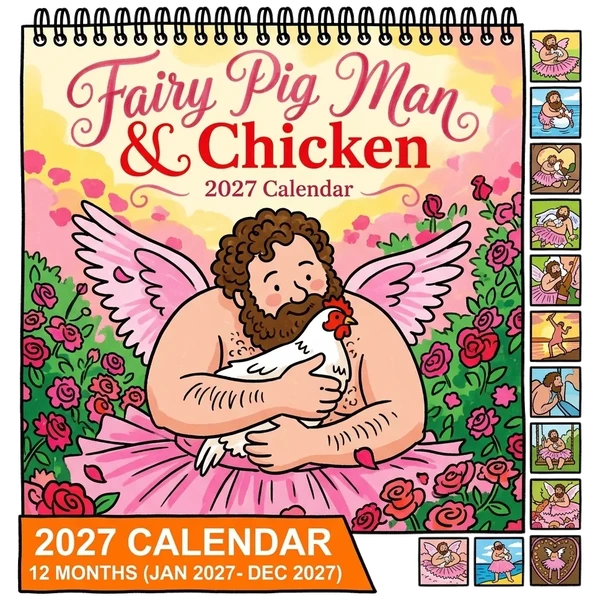 Fairy Pig Man
& Chicken
2027 Calendar
2027 CALENDAR
12 MONTHS (JAN 2027- DEC 2027)